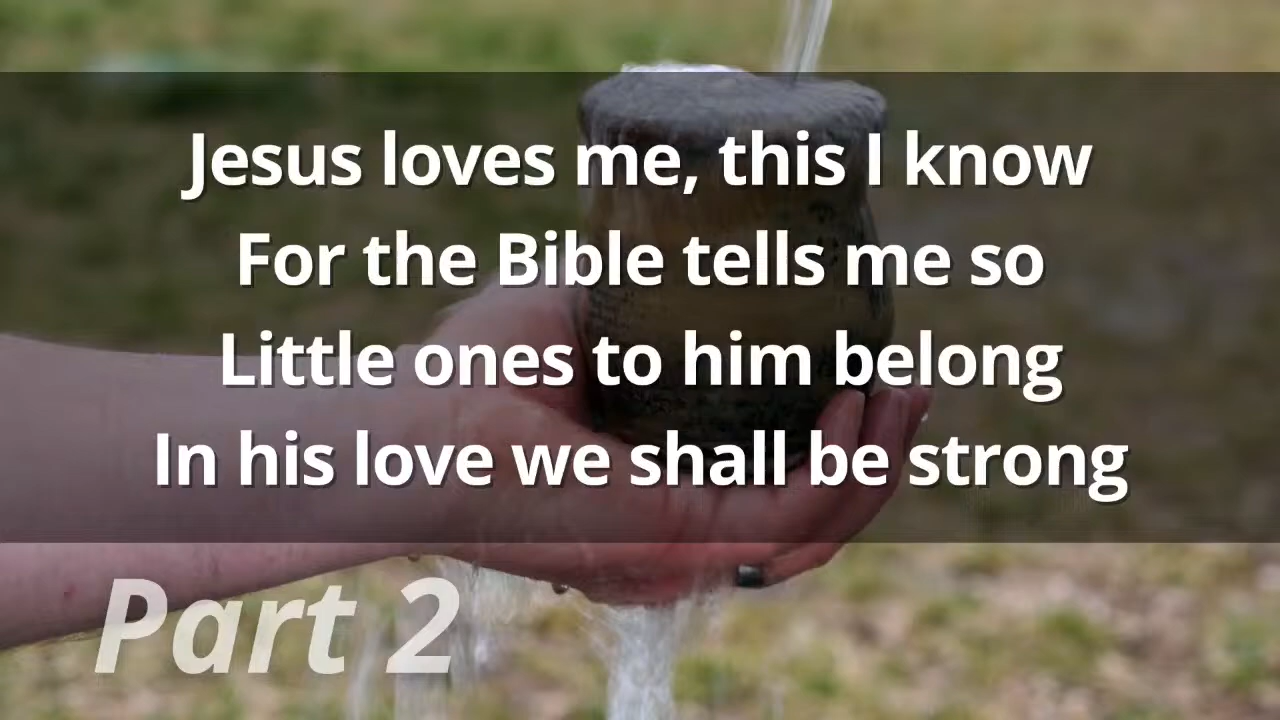 Jesus loves me, this I know
For the Bible tells me so
Little ones to him belong
In his love we shall be strong
Part 2